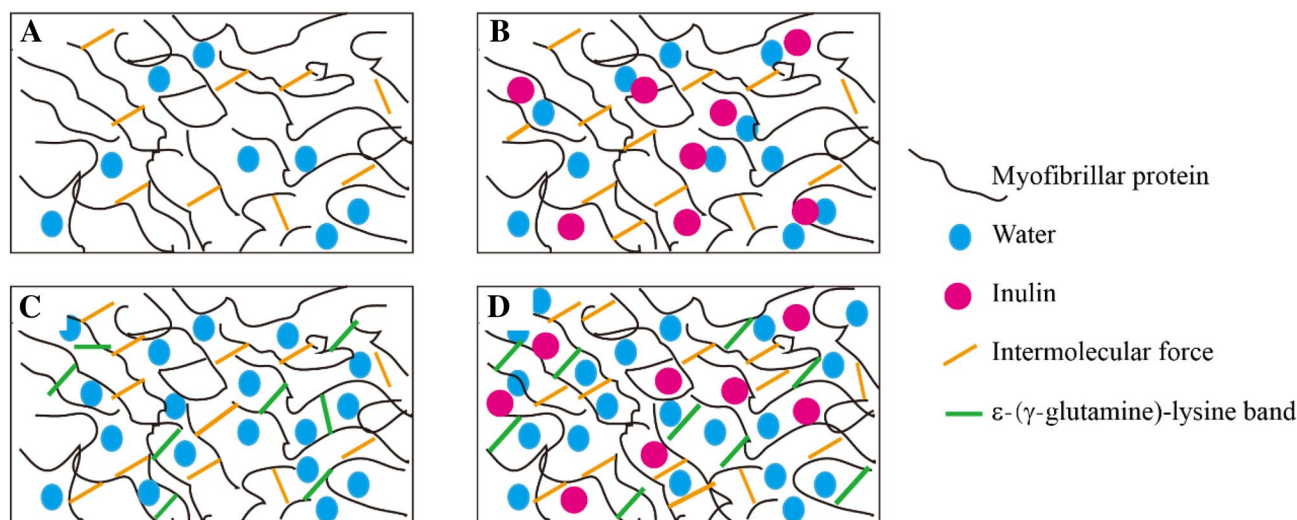 A
B
C
D
Myofibrillar protein
Water
Inulin
Intermolecular force
ε-(γ-glutamine)-lysine band